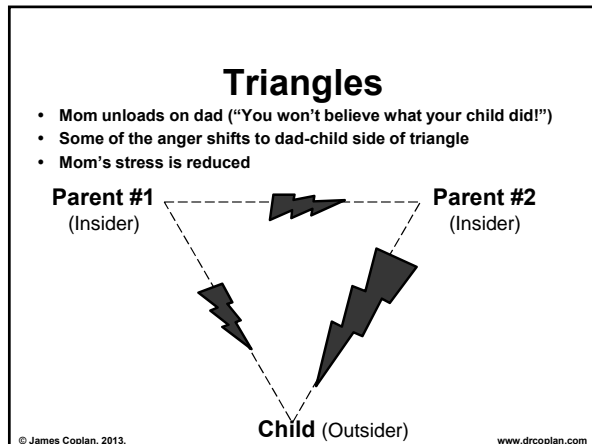 Triangles
• Mom unloads on dad (“You won’t believe what your child did!”)
• Some of the anger shifts to dad-child side of triangle
• Mom’s stress is reduced
Parent #1
(Insider)
Parent #2
(Insider)
Child (Outsider)
© James Coplan, 2013.
www.drcoplan.com